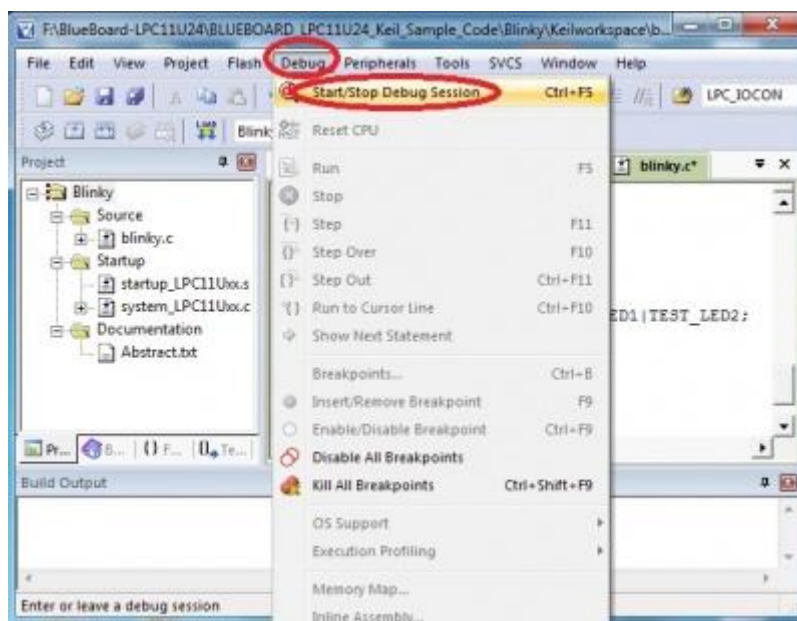 F:\BlueBoard-LPC11U24\BLUEBOARD_LPC11U24_Keil_Sample_Code\Blinky\Keilworkspace\b...
File Edit View Project Flash Debug Peripherals Tools SVCS Window Help
Start/Stop Debug Session Ctrl+F5
LPC_IOCON
Blink
Reset CPU
Project
Run F5
blinky.c*
Blinky
Stop
Source
Step F11
blinky.c
Step Over F10
Startup
startup_LPC11Uxx.s
Step Out Ctrl+F11
system_LPC11Uxx.c
Run to Cursor Line Ctrl+F10
ED1|TEST_LED2;
Documentation
Show Next Statement
Abstract.txt
Breakpoints... Ctrl+B
Insert/Remove Breakpoint F9
Enable/Disable Breakpoint Ctrl+F9
Pr... B... {} F... Te...
Disable All Breakpoints
Build Output
Kill All Breakpoints Ctrl+Shift+F9
OS Support
Execution Profiling
Memory Map...
Enter or leave a debug session
Inline Assembly...